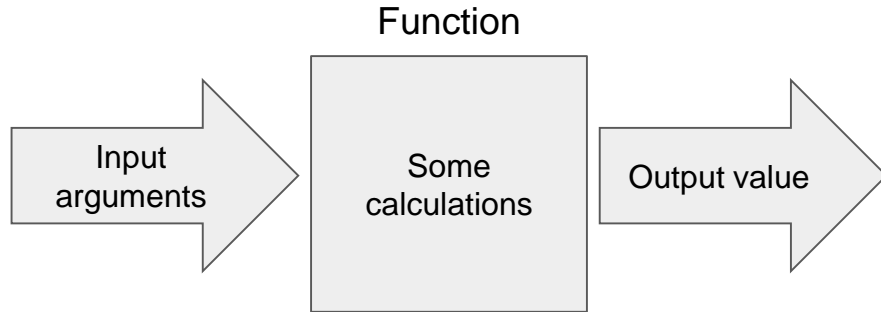 Function
Input
arguments
Some
calculations
Output value